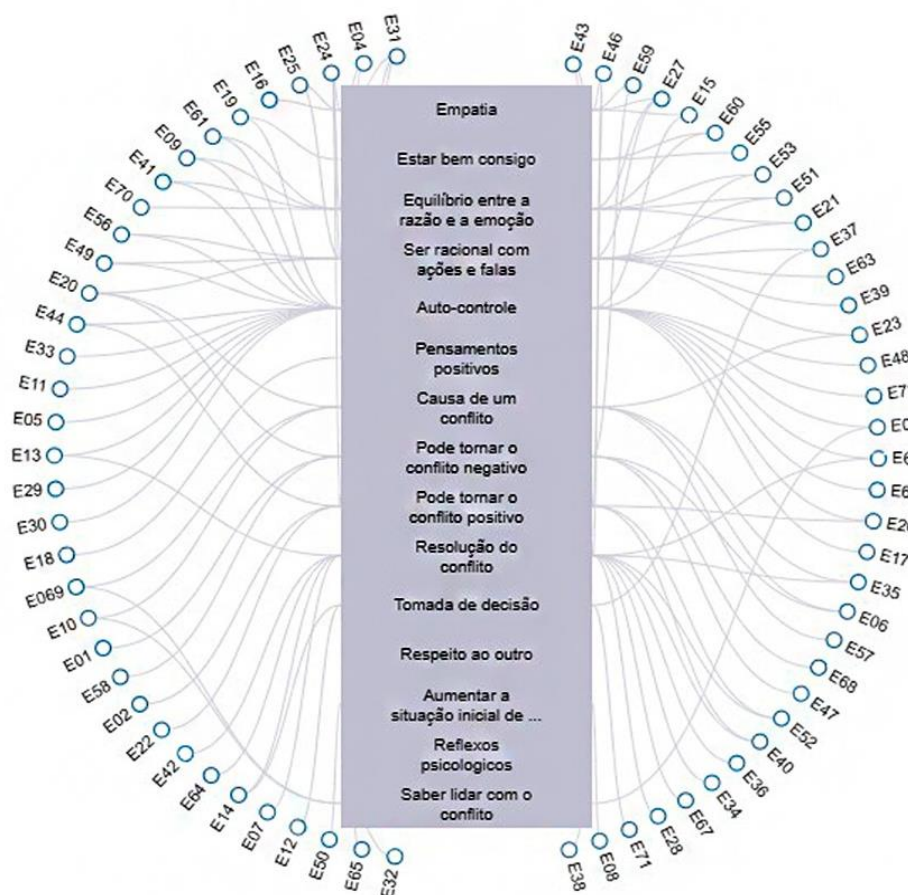 E31
E04
E24
E25
E16
E19
E61
E09
E41
E70
E56
E49
E20
E44
E33
E11
E05
E13
E29
E30
E18
E069
E10
E01
E58
E02
E22
E42
E64
E14
E07
E12
E50
E65
E32
Empatia
Estar bem consigo
Equilíbrio entre a
razão e a emoção
Ser racional com
ações e falas
Auto-controle
Pensamentos
positivos
Causa de um
conflito
Pode tornar o
conflito negativo
Pode tornar o
conflito positivo
Resolução do
conflito
Tomada de decisão
Respeito ao outro
Aumentar a
situação inicial de ...
Reflexos
psicologicos
Saber lidar com o
conflito
E43
E46
E59
E27
E15
E60
E55
E53
E51
E21
E37
E63
E39
E23
E48
E17
E35
E06
E57
E68
E47
E52
E40
E36
E34
E67
E28
E71
E08
E38